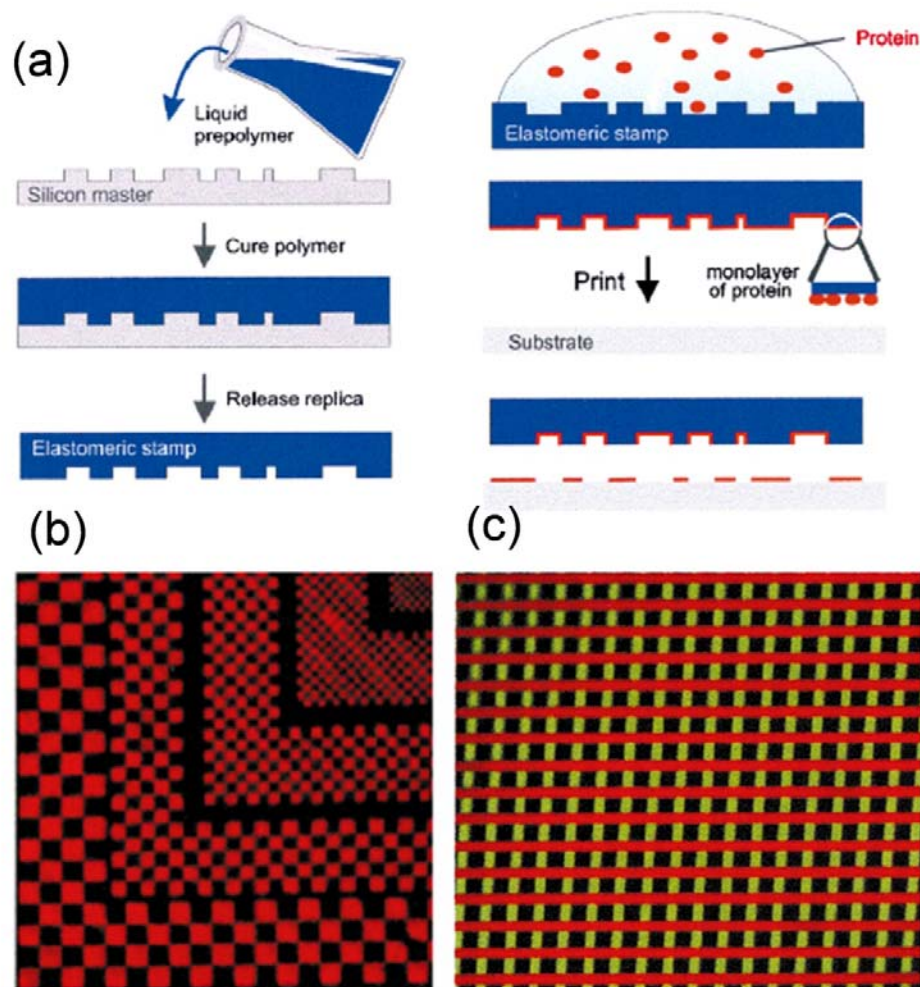 (a)
Liquid
prepolymer
Silicon master
Cure polymer
Release replica
Elastomeric stamp
Protein
Elastomeric stamp
Print
monolayer
of protein
Substrate
(b)
(c)